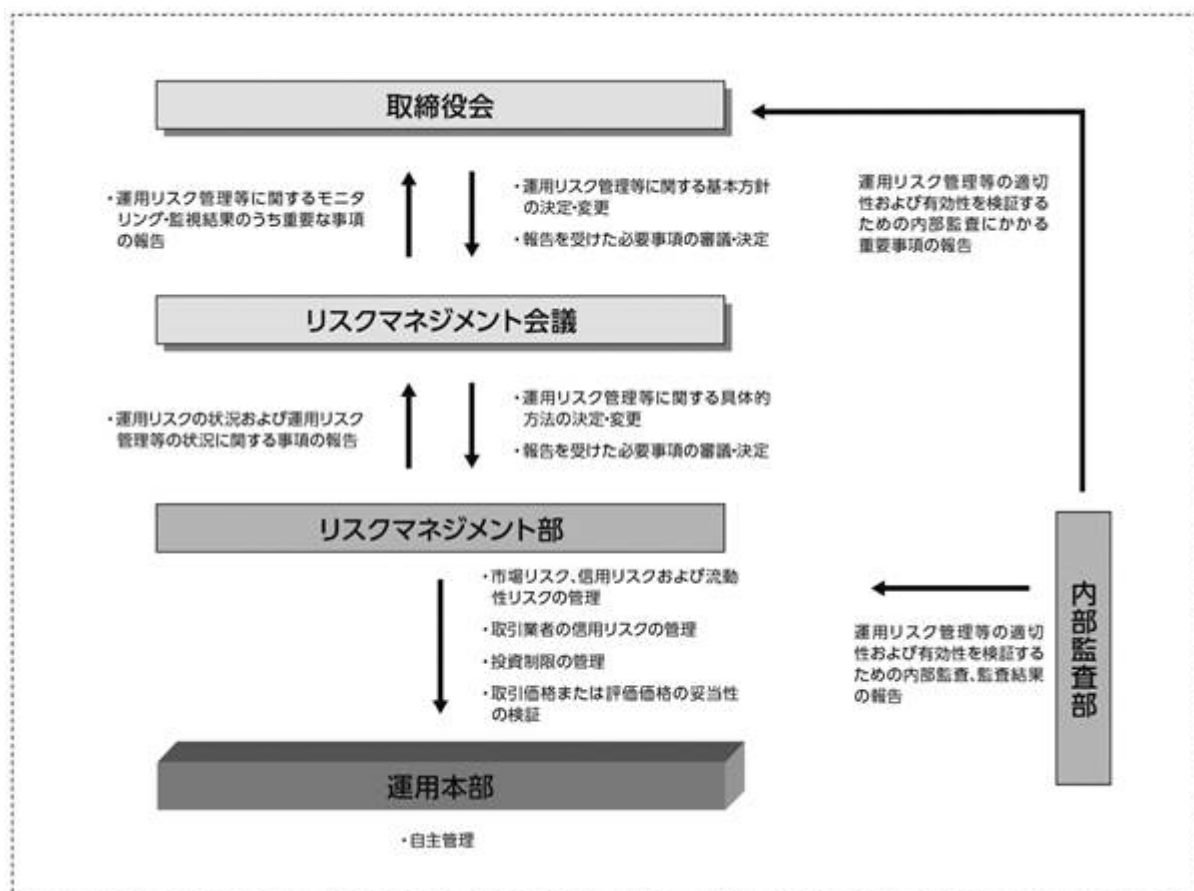 取締役会
・運用リスク管理等に関するモニタ
リング・監視結果のうち重要な事項
の報告
・運用リスク管理等に関する基本方針
の決定・変更
・報告を受けた必要事項の審議・決定
運用リスク管理等の適切
性および有効性を検証する
ための内部監査にかかる
重要事項の報告
リスクマネジメント会議
・運用リスクの状況および運用リスク
管理等の状況に関する事項の報告
・運用リスク管理等に関する具体的
方法の決定・変更
・報告を受けた必要事項の審議・決定
リスクマネジメント部
・市場リスク、信用リスクおよび流動
性リスクの管理
・取引業者の信用リスクの管理
・投資制限の管理
・取引価格または評価価格の妥当性
の検証
運用リスク管理等の適切
性および有効性を検証する
ための内部監査、監査結果
の報告
内部監査部
運用本部
・自主管理